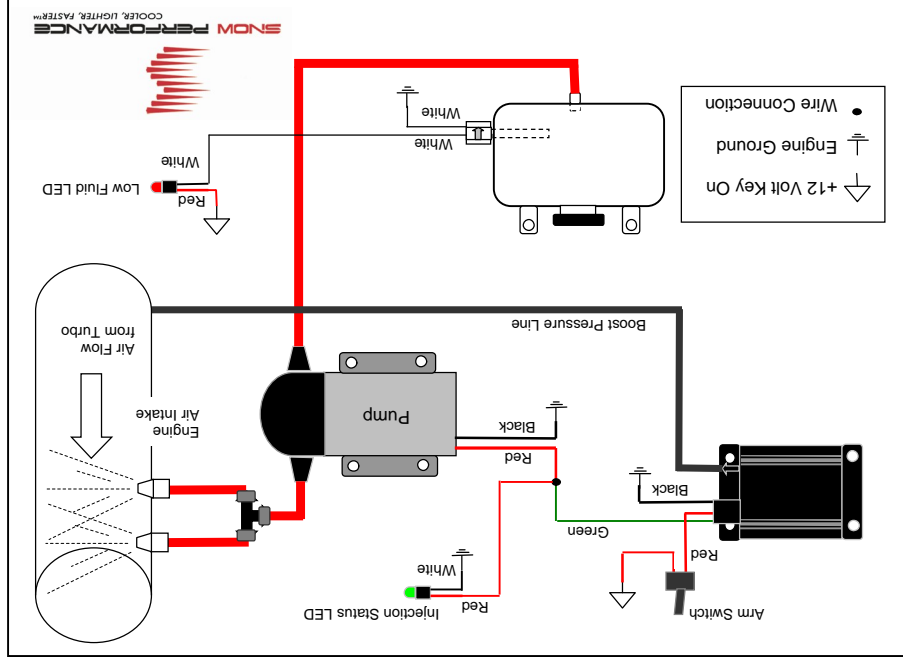 Arm Switch
Red
Injection Status LED
White
Red
Green
Black
Red
Black
Pump
Engine
Air Intake
Air Flow
from Turbo
Boost Pressure Line
+12 Volt Key On
Engine Ground
Wire Connection
Red
Low Fluid LED
White
White
White
SNOW PERFORMANCE
COOLER, LIGHTER, FASTER™